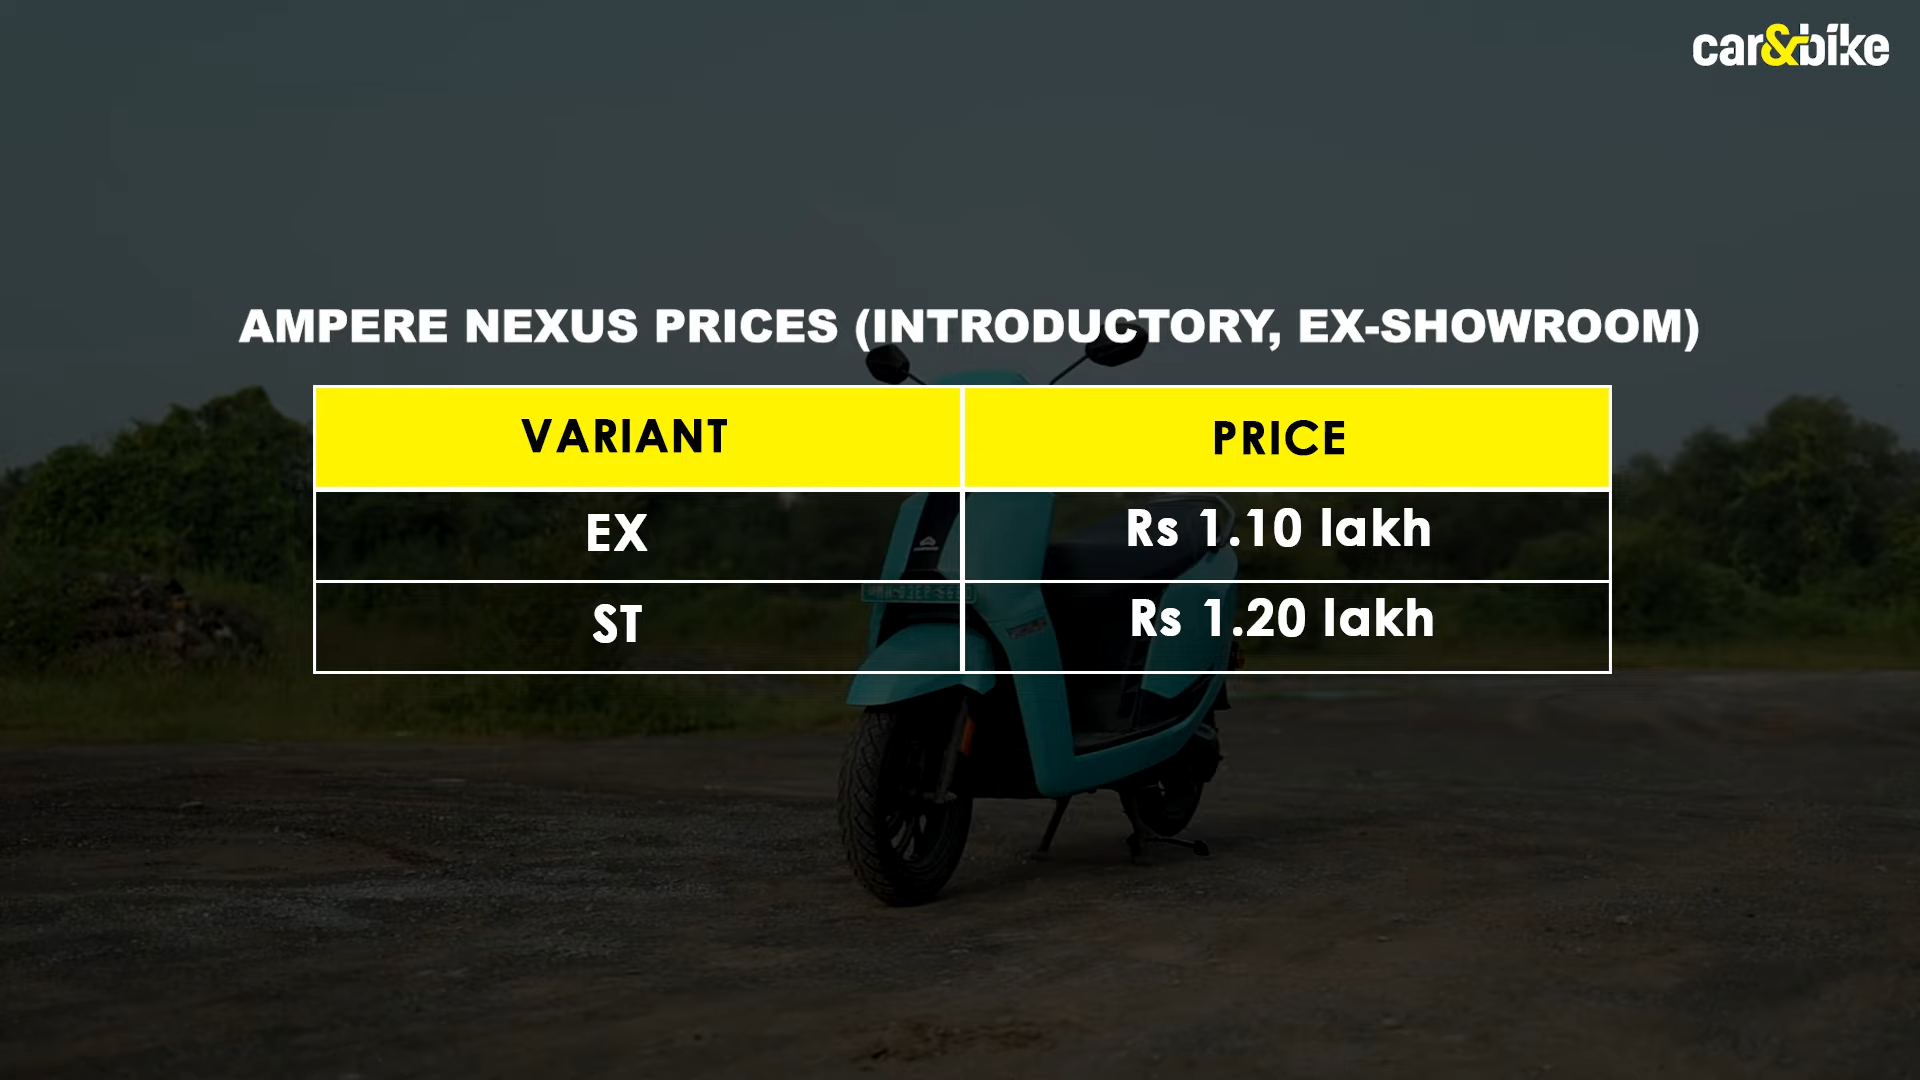 car&bike
AMPERE NEXUS PRICES (INTRODUCTORY, EX-SHOWROOM)
VARIANT PRICE
EX Rs 1.10 lakh
ST Rs 1.20 lakh